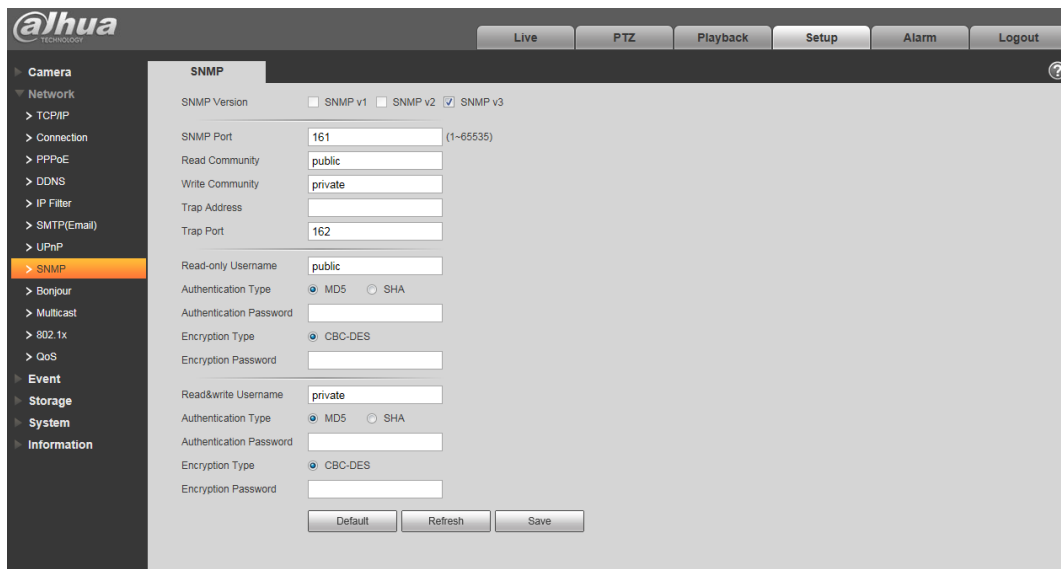 alhua
TECHNOLOGY
Live PTZ Playback Setup Alarm Logout
Camera
Network
> TCP/IP
> Connection
> PPPoE
> DDNS
> IP Filter
> SMTP(Email)
> UPnP
> SNMP
> Bonjour
> Multicast
> 802.1x
> QoS
Event
Storage
System
Information
SNMP
?
SNMP Version SNMP v1 SNMP v2 SNMP v3
SNMP Port 161 (1~65535)
Read Community public
Write Community private
Trap Address
Trap Port 162
Read-only Username public
Authentication Type MD5 SHA
Authentication Password
Encryption Type CBC-DES
Encryption Password
Read&write Username private
Authentication Type MD5 SHA
Authentication Password
Encryption Type CBC-DES
Encryption Password
Default Refresh Save